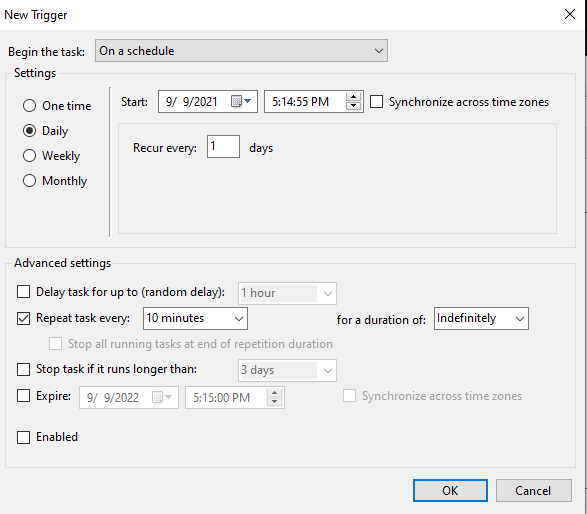 New Trigger
Begin the task: On a schedule
Settings
One time
Start: 9/ 9/2021 5:14:55 PM Synchronize across time zones
Daily
Recur every: 1 days
Weekly
Monthly
Advanced settings
Delay task for up to (random delay): 1 hour
Repeat task every: 10 minutes for a duration of: Indefinitely
Stop all running tasks at end of repetition duration
Stop task if it runs longer than: 3 days
Expire: 9/ 9/2022 5:15:00 PM Synchronize across time zones
Enabled
OK Cancel